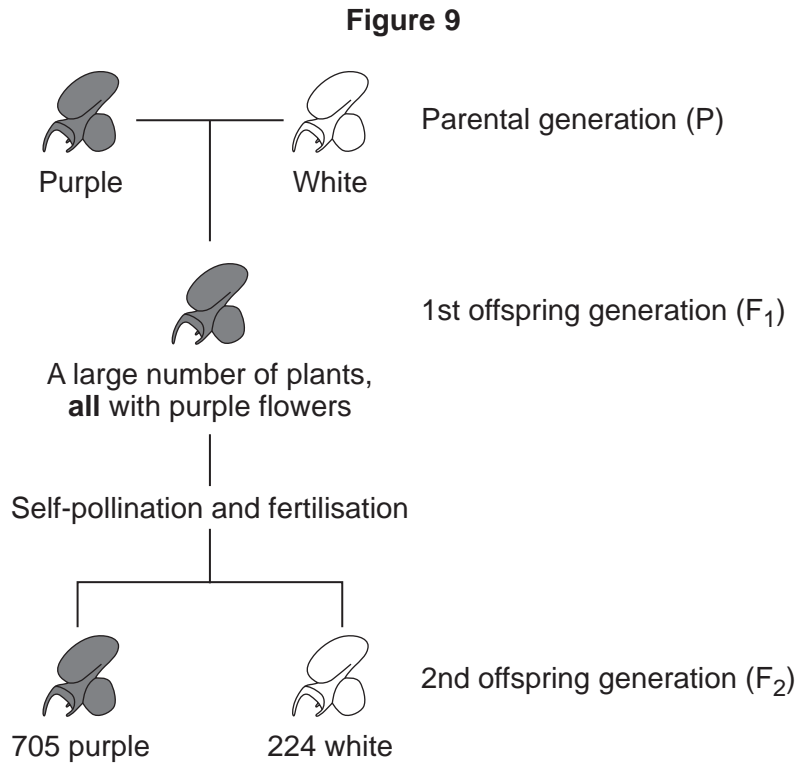 Figure 9
Parental generation (P)
Purple
White
1st offspring generation (F₁)
A large number of plants,
all with purple flowers
Self-pollination and fertilisation
2nd offspring generation (F₂)
705 purple
224 white